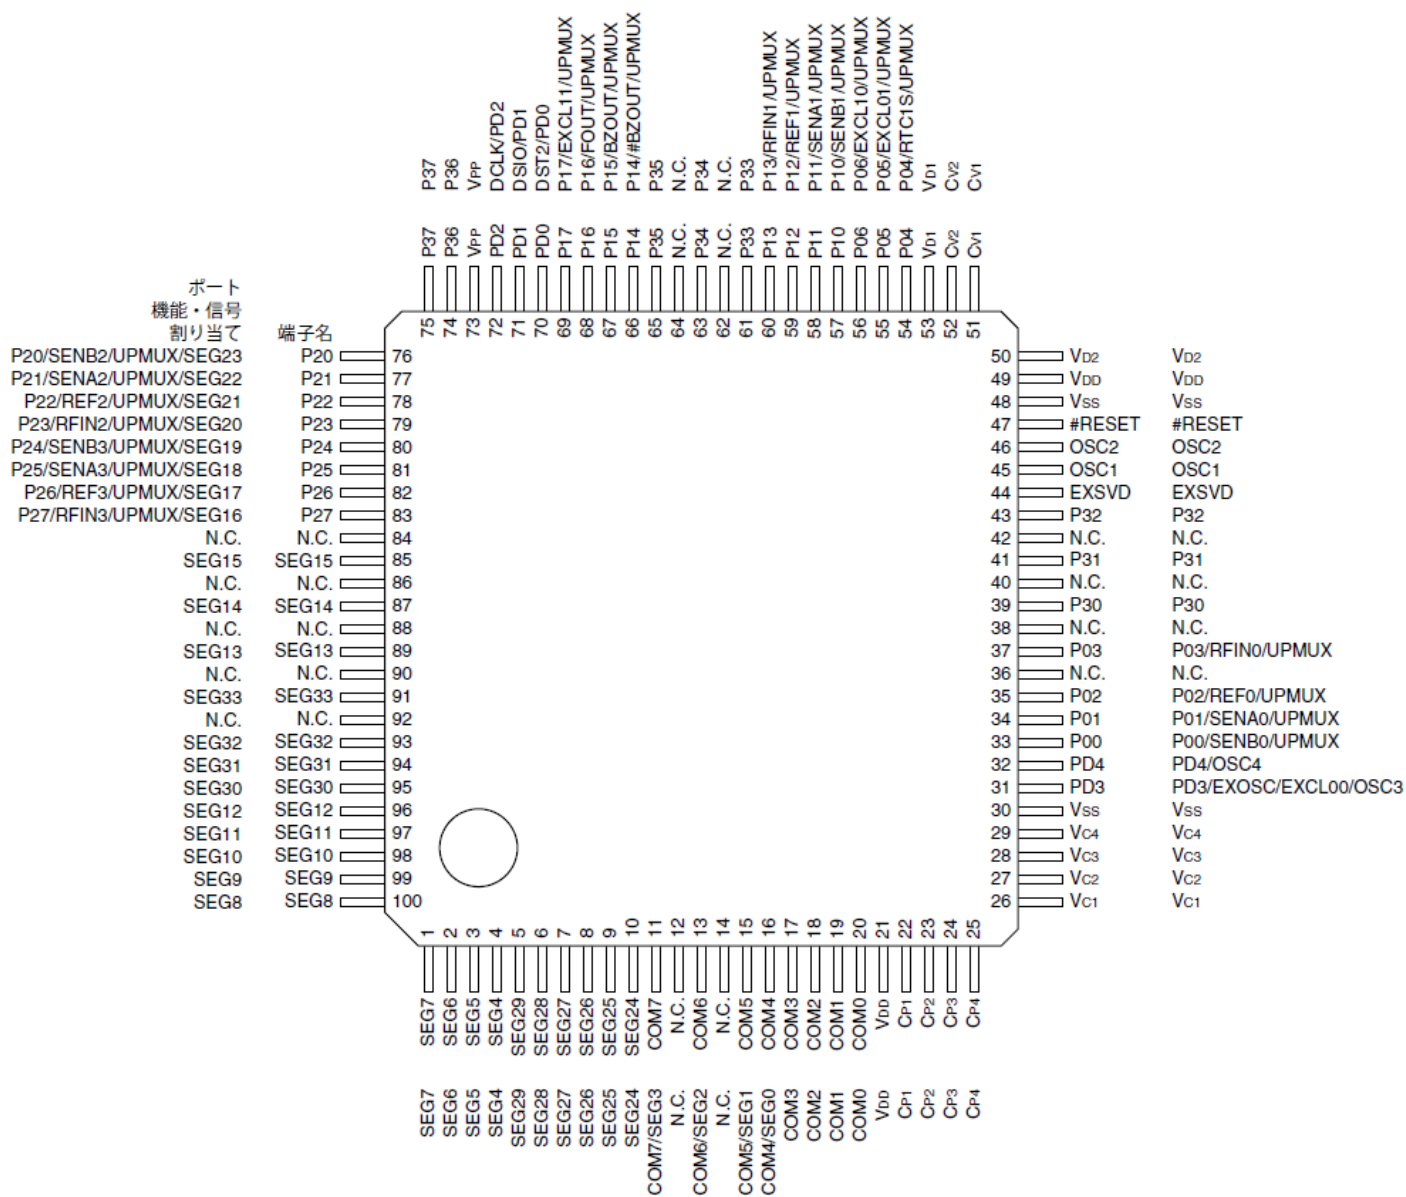 P37 P36 VPP DCLK/PD2 DSIO/PD1 DST2/PD0 P17/EXCL11/UPMUX P16/FOUT/UPMUX P15/BZOUT/UPMUX P14/#BZOUT/UPMUX P35 N.C. P34 N.C. P33 P13/RFIN1/UPMUX P12/REF1/UPMUX P11/SENA1/UPMUX P10/SENB1/UPMUX P06/EXCL10/UPMUX P05/EXCL01/UPMUX P04/RTC1S/UPMUX VD1 CV2 CV1
P37 P36 VPP PD2 PD1 PD0 P17 P16 P15 P14 P35 N.C. P34 N.C. P33 P13 P12 P11 P10 P06 P05 P04 VD1 CV2 CV1
ポート
機能・信号
割り当て 端子名 75 74 73 72 71 70 69 68 67 66 65 64 63 62 61 60 59 58 57 56 55 54 53 52 51
P20/SENB2/UPMUX/SEG23 P20 76 50 VD2 VD2
P21/SENA2/UPMUX/SEG22 P21 77 49 VDD VDD
P22/REF2/UPMUX/SEG21 P22 78 48 VSS VSS
P23/RFIN2/UPMUX/SEG20 P23 79 47 #RESET #RESET
P24/SENB3/UPMUX/SEG19 P24 80 46 OSC2 OSC2
P25/SENA3/UPMUX/SEG18 P25 81 45 OSC1 OSC1
P26/REF3/UPMUX/SEG17 P26 82 44 EXSVD EXSVD
P27/RFIN3/UPMUX/SEG16 P27 83 43 P32 P32
N.C. N.C. 84 42 N.C. N.C.
SEG15 SEG15 85 41 P31 P31
N.C. N.C. 86 40 N.C. N.C.
SEG14 SEG14 87 39 P30 P30
N.C. N.C. 88 38 N.C. N.C.
SEG13 SEG13 89 37 P03 P03/RFIN0/UPMUX
N.C. N.C. 90 36 N.C. N.C.
SEG33 SEG33 91 35 P02 P02/REF0/UPMUX
N.C. N.C. 92 34 P01 P01/SENA0/UPMUX
SEG32 SEG32 93 33 P00 P00/SENB0/UPMUX
SEG31 SEG31 94 32 PD4 PD4/OSC4
SEG30 SEG30 95 31 PD3 PD3/EXOSC/EXCL00/OSC3
SEG12 SEG12 96 30 VSS VSS
SEG11 SEG11 97 29 VC4 VC4
SEG10 SEG10 98 28 VC3 VC3
SEG9 SEG9 99 27 VC2 VC2
SEG8 SEG8 100 26 VC1 VC1
1 2 3 4 5 6 7 8 9 10 11 12 13 14 15 16 17 18 19 20 21 22 23 24 25
SEG7 SEG6 SEG5 SEG4 SEG29 SEG28 SEG27 SEG26 SEG25 SEG24 COM7 N.C. COM6 N.C. COM5 COM4 COM3 COM2 COM1 COM0 VDD CP1 CP2 CP3 CP4
SEG7 SEG6 SEG5 SEG4 SEG29 SEG28 SEG27 SEG26 SEG25 SEG24 COM7/SEG3 N.C. COM6/SEG2 N.C. COM5/SEG1 COM4/SEG0 COM3 COM2 COM1 COM0 VDD CP1 CP2 CP3 CP4